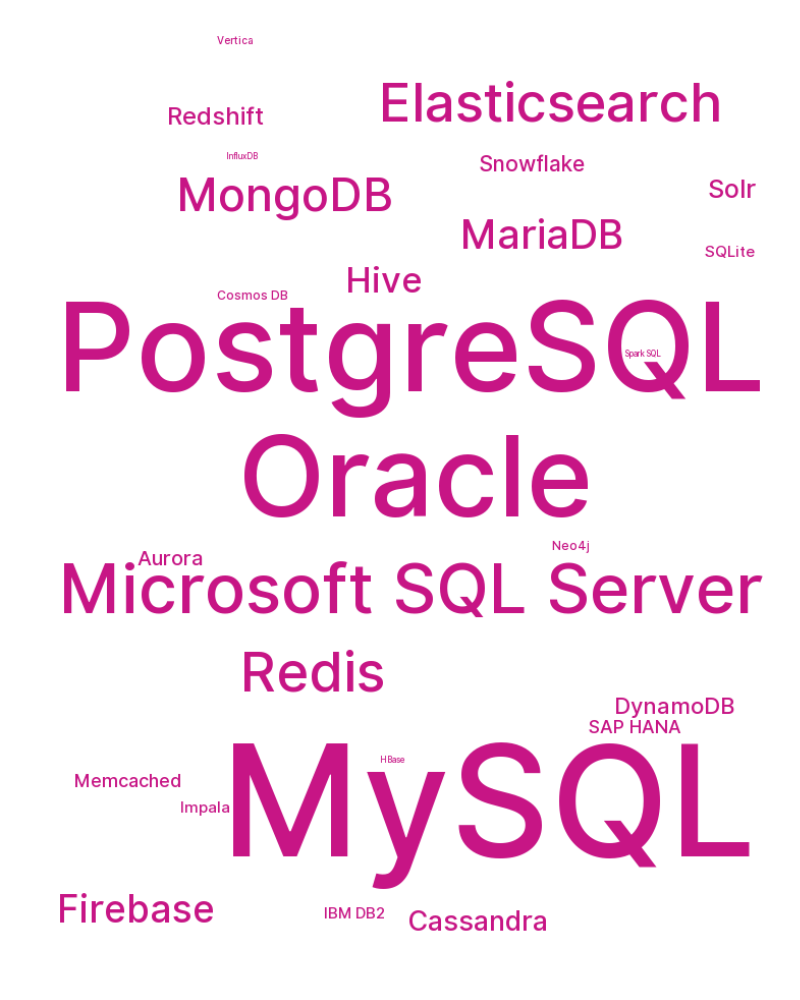 Vertica
Elasticsearch
Redshift
InfluxDB
Snowflake
MongoDB
Solr
MariaDB
SQLite
Hive
Cosmos DB
PostgreSQL
Spark SQL
Oracle
Neo4j
Aurora
Microsoft SQL Server
Redis
DynamoDB
SAP HANA
HBase
Memcached
MySQL
Impala
Firebase
IBM DB2
Cassandra